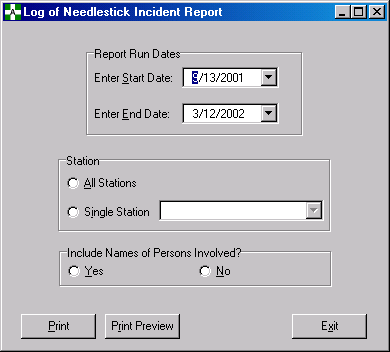 Log of Needlestick Incident Report
Report Run Dates
Enter Start Date: 9/13/2001
Enter End Date: 3/12/2002
Station
All Stations
Single Station
Include Names of Persons Involved?
Yes No
Print Print Preview Exit